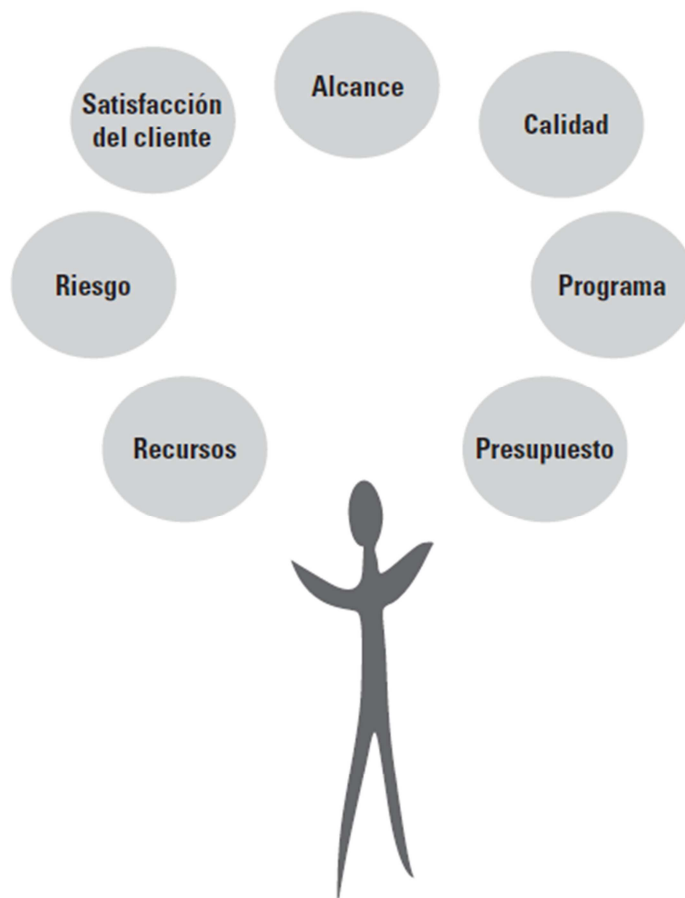 Alcance
Satisfacción
del cliente
Calidad
Riesgo
Programa
Recursos
Presupuesto